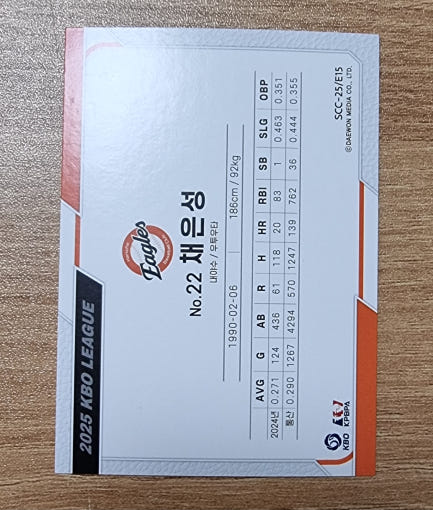 2025 KBO LEAGUE
Eagles
No.22 채은성
내야수 / 우투우타
1990-02-06 186cm / 92kg
AVG G AB R H HR RBI SB SLG OBP
2024년 0.271 124 436 61 118 20 83 1 0.463 0.351
통산 0.290 1267 4294 570 1247 139 762 36 0.444 0.355
KBO KPBPA
SCC-25/E15
ⓒDAEWON MEDIA CO., LTD.